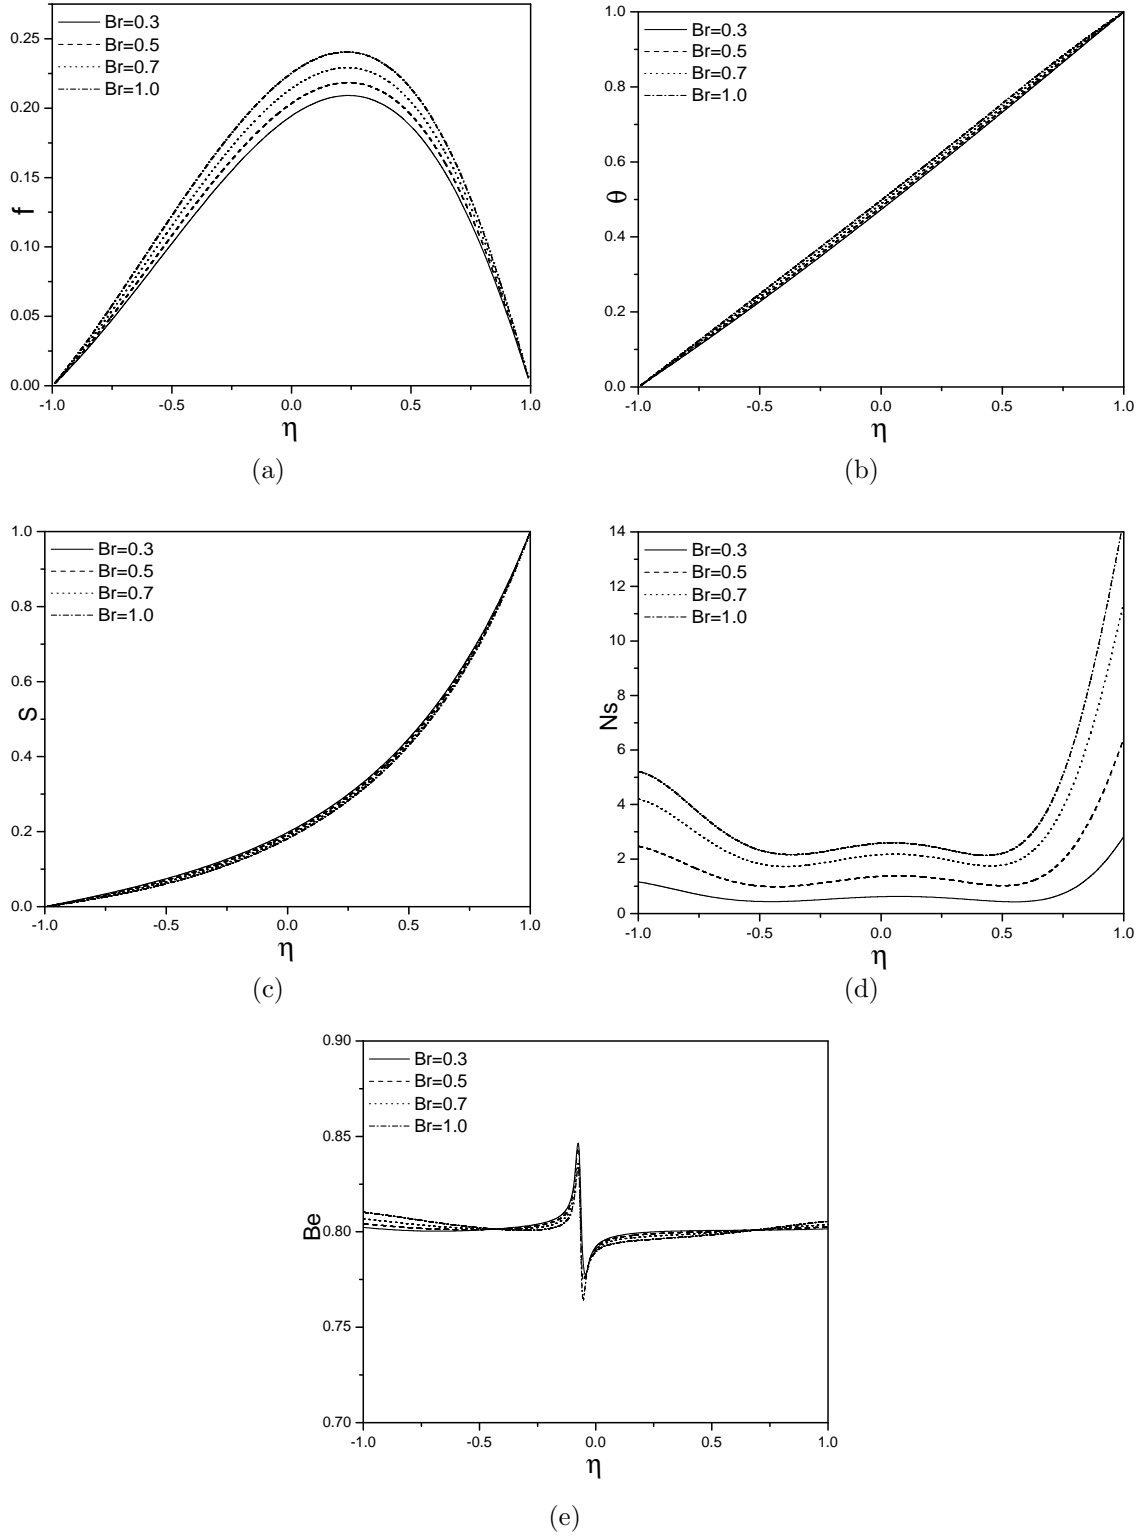 Br=0.3
Br=0.5
Br=0.7
Br=1.0
0.25
0.20
0.15
0.10
0.05
0.00
f
-1.0 -0.5 0.0 0.5 1.0
η
(a)
Br=0.3
Br=0.5
Br=0.7
Br=1.0
1.0
0.8
0.6
0.4
0.2
0.0
θ
-1.0 -0.5 0.0 0.5 1.0
η
(b)
Br=0.3
Br=0.5
Br=0.7
Br=1.0
1.0
0.8
0.6
0.4
0.2
0.0
S
-1.0 -0.5 0.0 0.5 1.0
η
(c)
Br=0.3
Br=0.5
Br=0.7
Br=1.0
14
12
10
8
6
4
2
0
Ns
-1.0 -0.5 0.0 0.5 1.0
η
(d)
Br=0.3
Br=0.5
Br=0.7
Br=1.0
0.90
0.85
0.80
0.75
0.70
Be
-1.0 -0.5 0.0 0.5 1.0
η
(e)